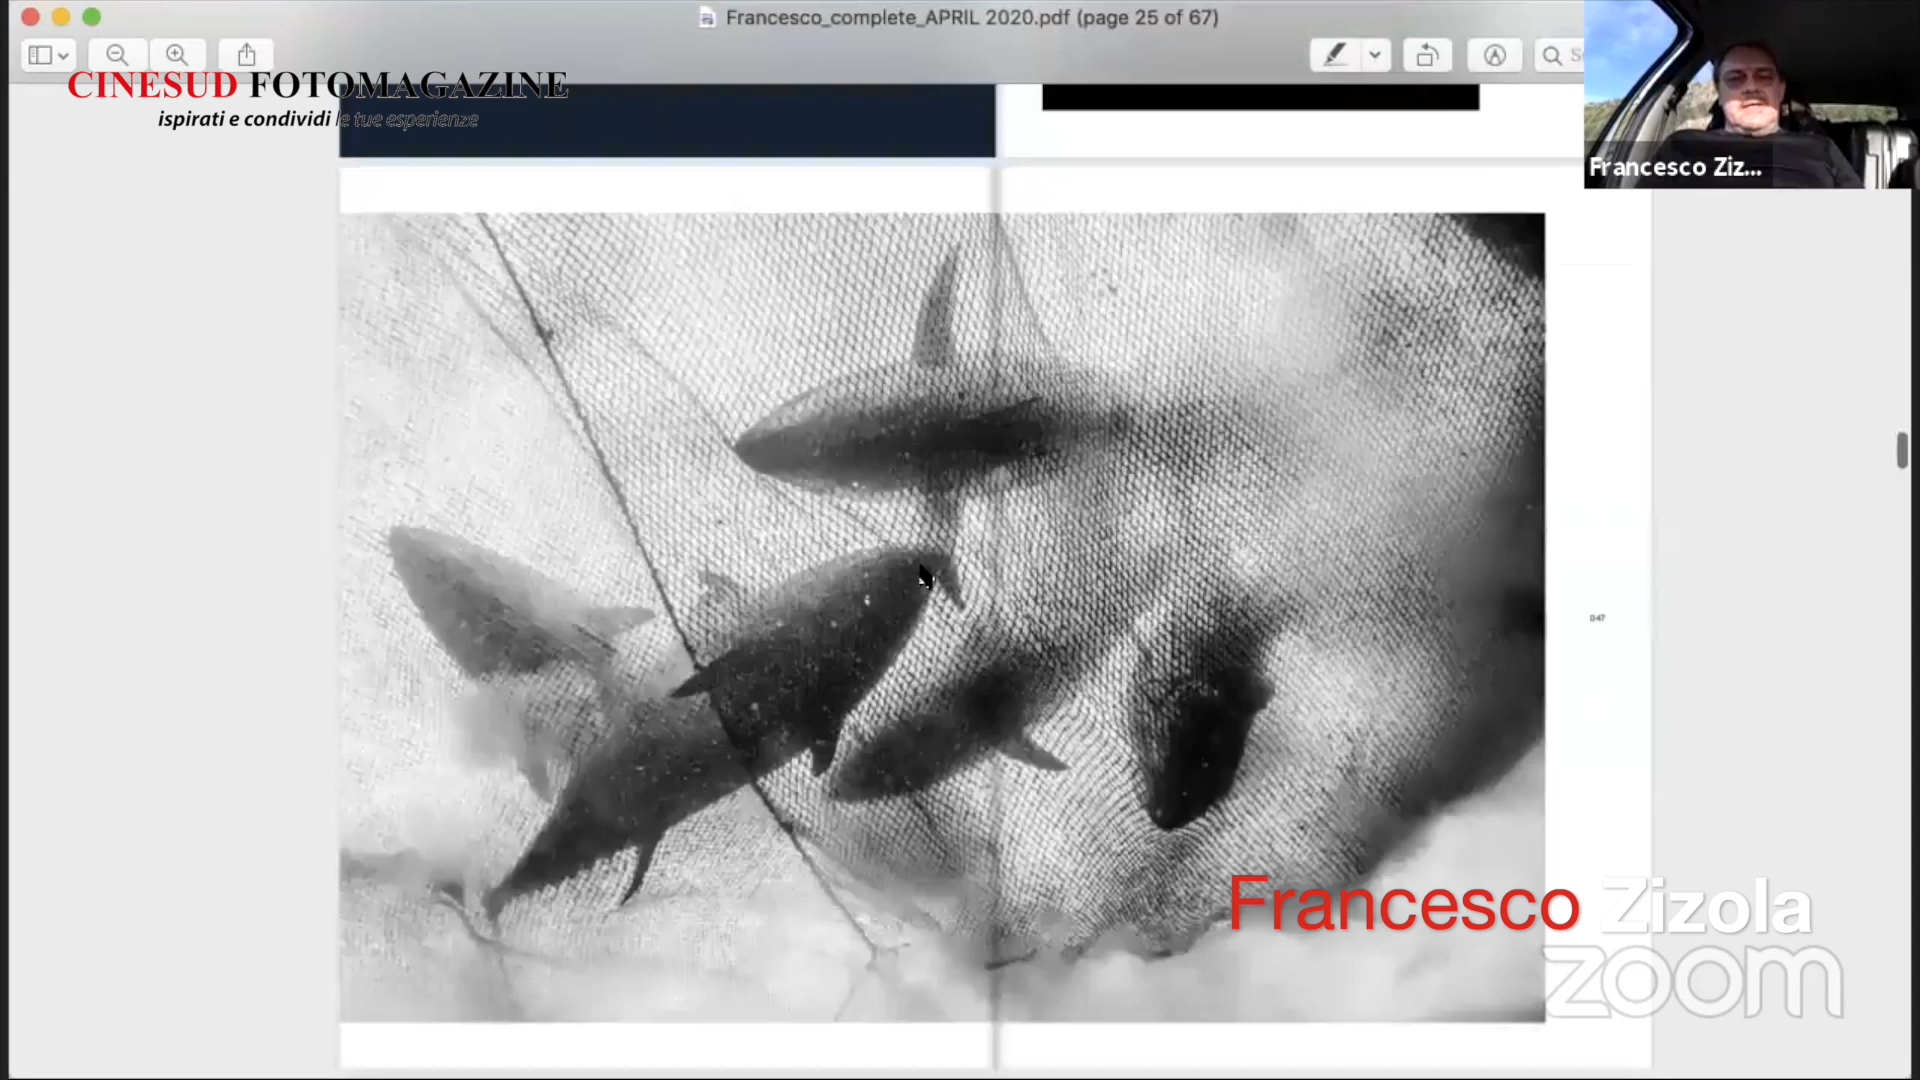 Francesco_complete_APRIL 2020.pdf (page 25 of 67)
CINESUD FOTOMAGAZINE
ispirati e condividi le tue esperienze
Francesco Ziz...
047
Francesco Zizola
zoom